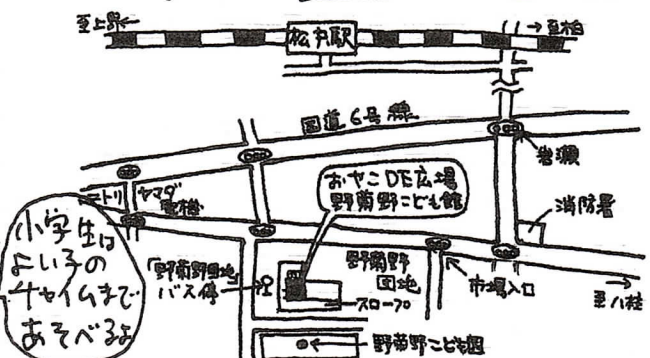 至上野
松戸駅
至柏
国道6号線
岩瀬
ニトリ
ヤマダ
電機
おやこDE広場
野菊野こども館
消防署
小学生は
よい子の
チャイムまで
あそべるよ
「野菊野団地」
バス停
野菊野
団地
スロープ
市場入口
至八柱
野菊野こども園